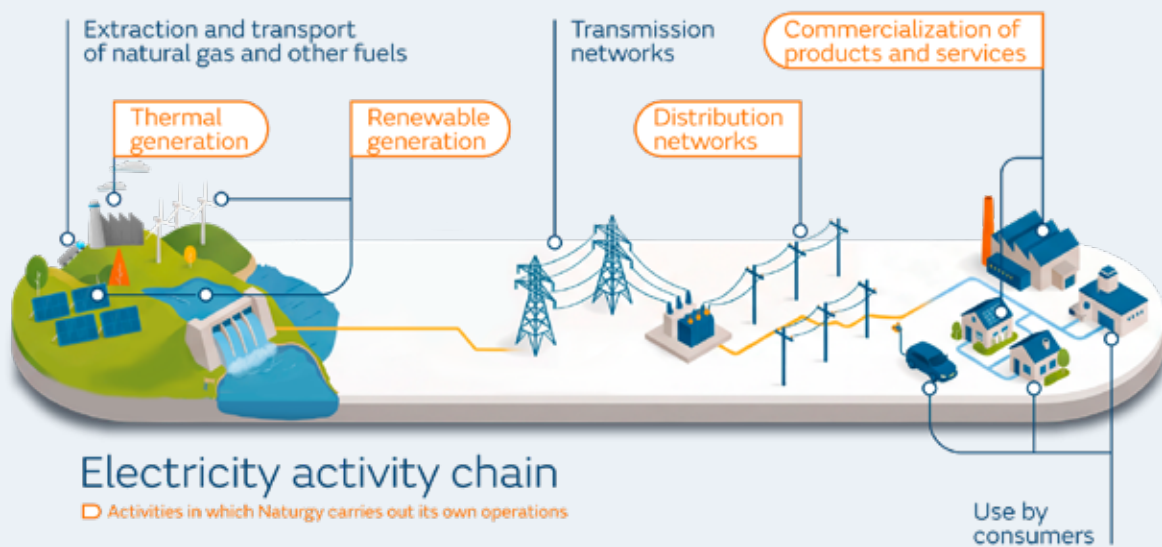 Extraction and transport
of natural gas and other fuels
Transmission
networks
Commercialization of
products and services
Thermal
generation
Renewable
generation
Distribution
networks
Electricity activity chain
Activities in which Naturgy carries out its own operations
Use by
consumers